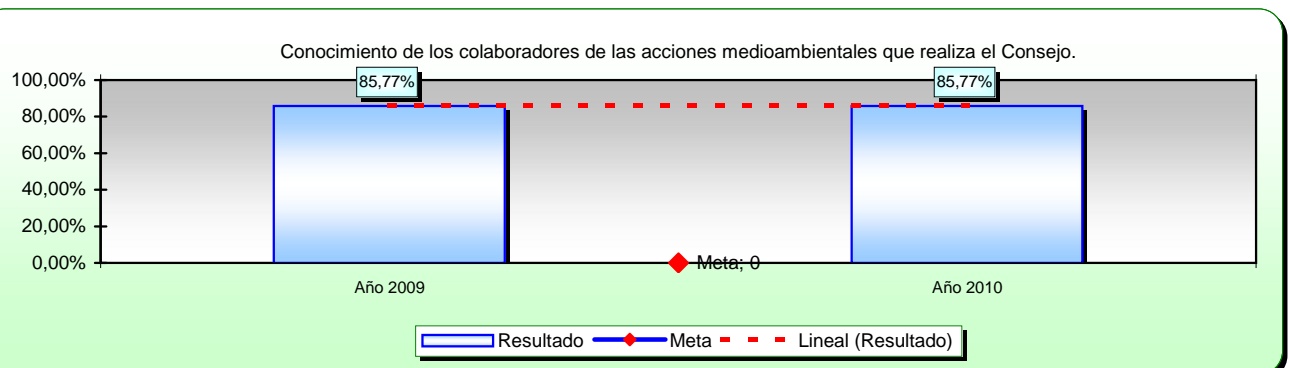 Conocimiento de los colaboradores de las acciones medioambientales que realiza el Consejo.
100,00%
80,00%
60,00%
40,00%
20,00%
0,00%
85,77%
85,77%
Meta; 0
Año 2009
Año 2010
Resultado
Meta
Lineal (Resultado)